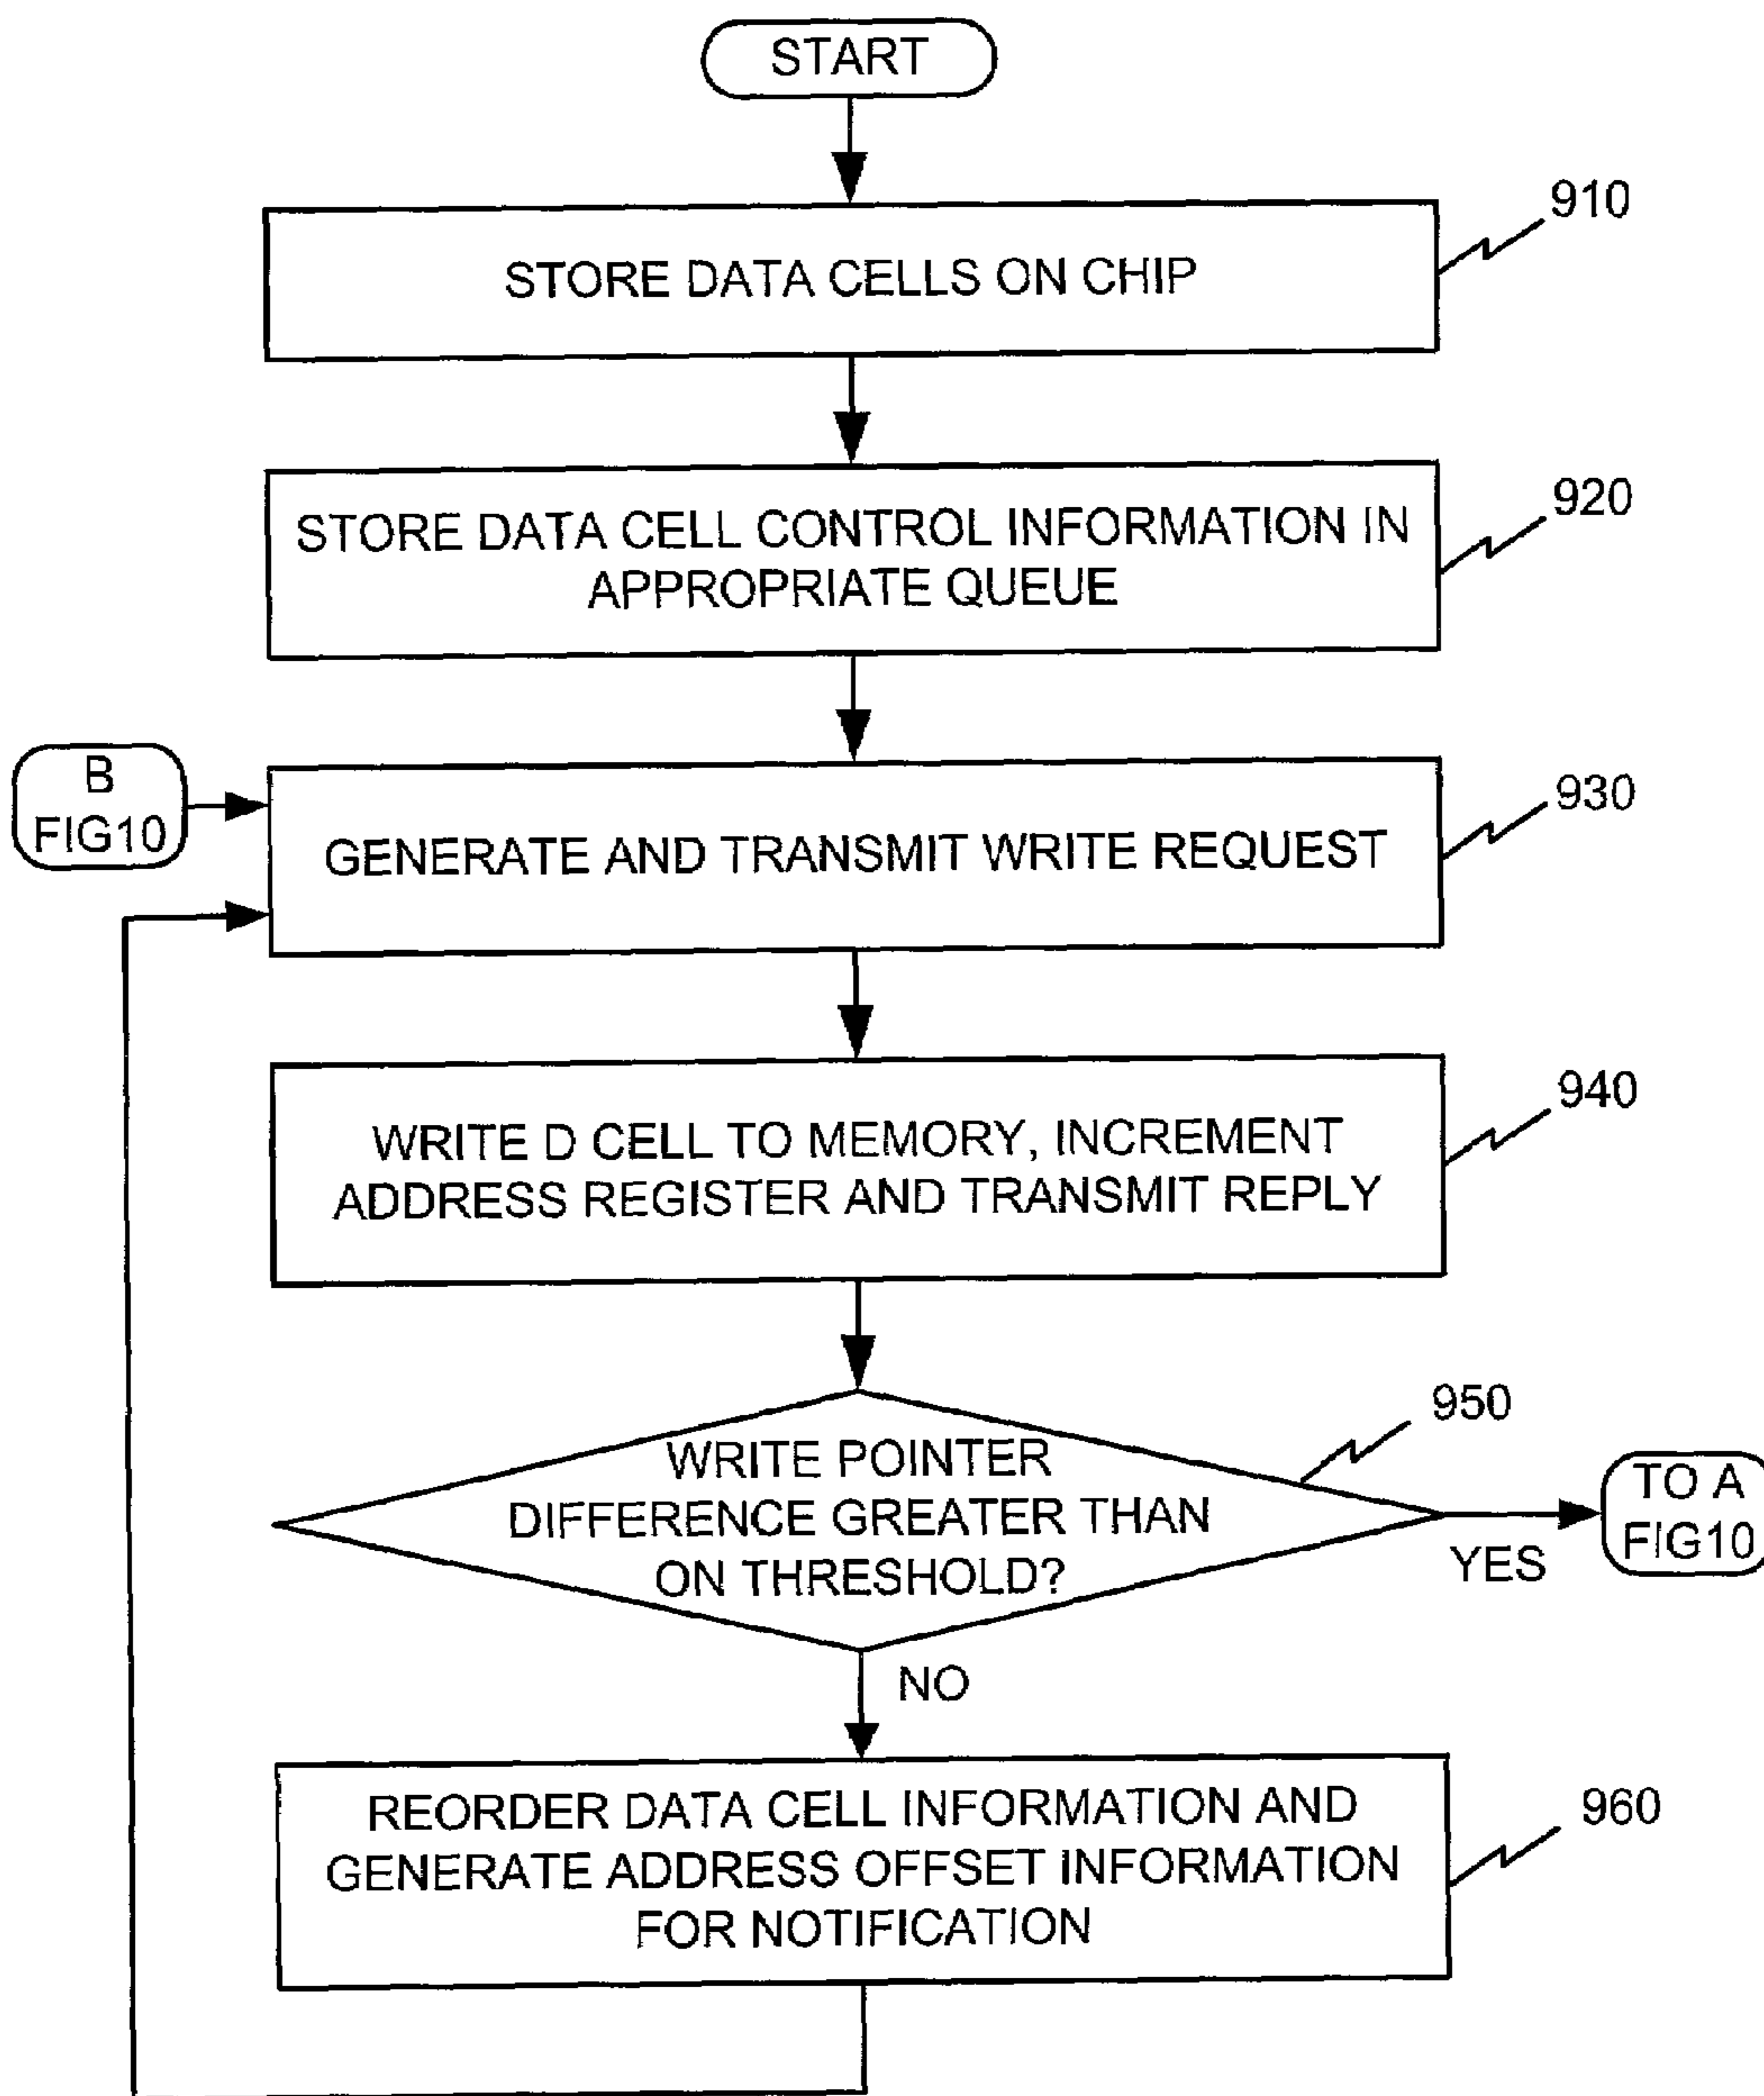 START
910
STORE DATA CELLS ON CHIP
920
STORE DATA CELL CONTROL INFORMATION IN
APPROPRIATE QUEUE
B
FIG10
930
GENERATE AND TRANSMIT WRITE REQUEST
940
WRITE D CELL TO MEMORY, INCREMENT
ADDRESS REGISTER AND TRANSMIT REPLY
950
WRITE POINTER
DIFFERENCE GREATER THAN
ON THRESHOLD?
YES
TO A
FIG10
NO
960
REORDER DATA CELL INFORMATION AND
GENERATE ADDRESS OFFSET INFORMATION
FOR NOTIFICATION